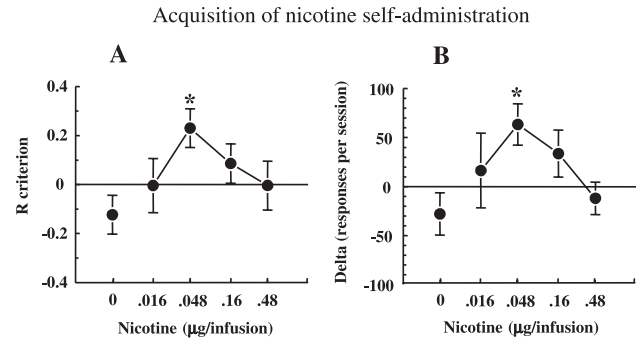 Acquisition of nicotine self-administration
A
R criterion
0.4
0.2
0
-0.2
-0.4
*
0 .016 .048 .16 .48
Nicotine (μg/infusion)
B
Delta (responses per session)
100
50
0
-50
-100
*
0 .016 .048 .16 .48
Nicotine (μg/infusion)